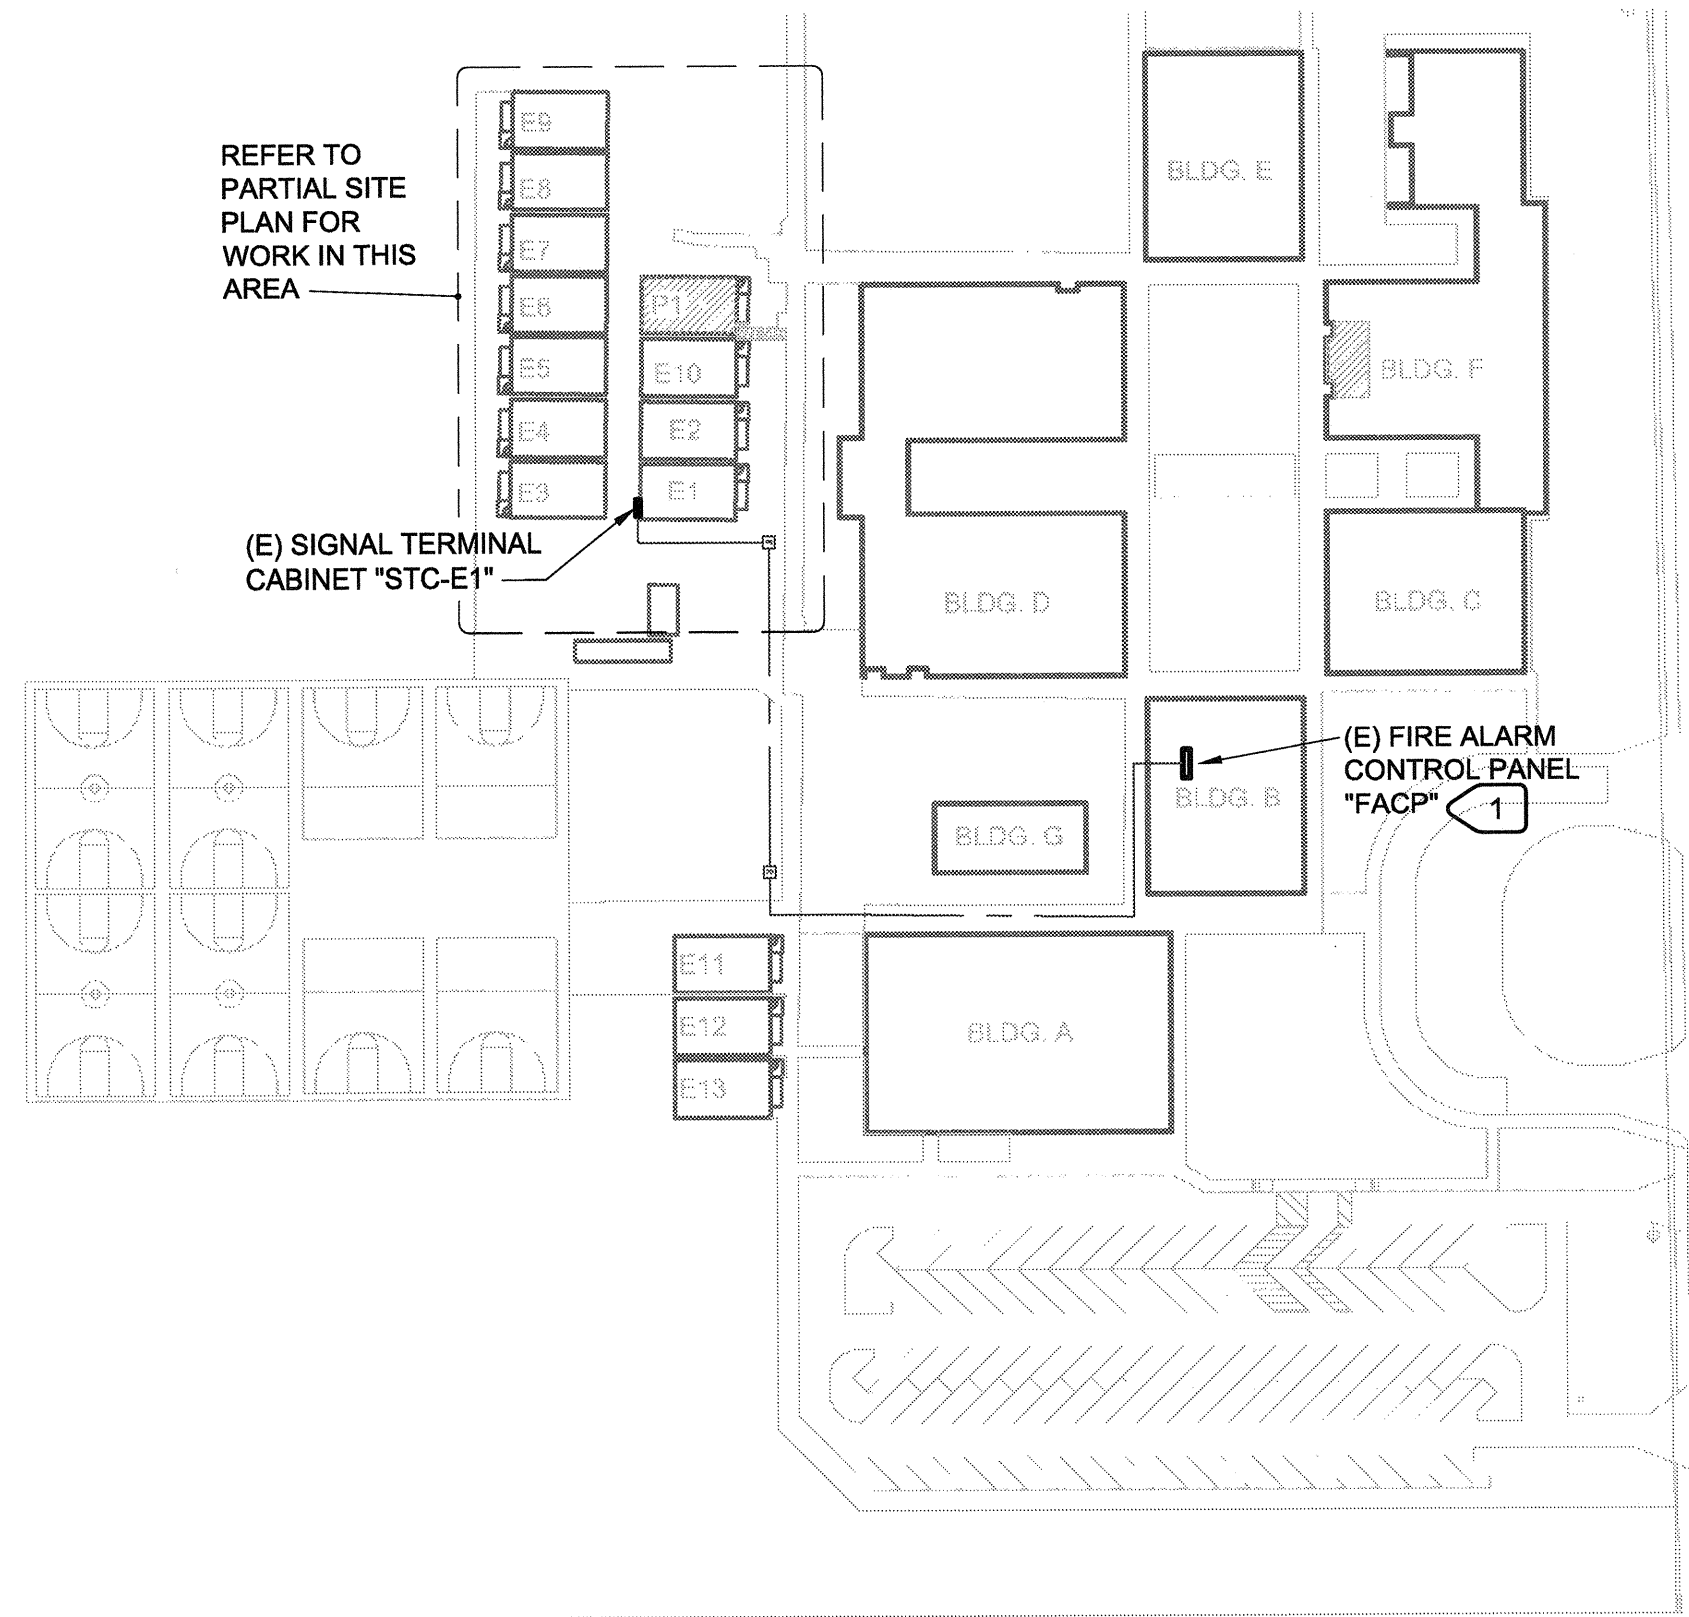 E9
BLDG. E
REFER TO
PARTIAL SITE
PLAN FOR
WORK IN THIS
AREA
E8
E7
E6
P1
E5
E10
BLDG. F
E4
E2
E3
E1
(E) SIGNAL TERMINAL
CABINET "STC-E1"
BLDG. D
BLDG. C
(E) FIRE ALARM
CONTROL PANEL
"FACP"
1
BLDG. B
BLDG. G
E11
E12
BLDG. A
E13